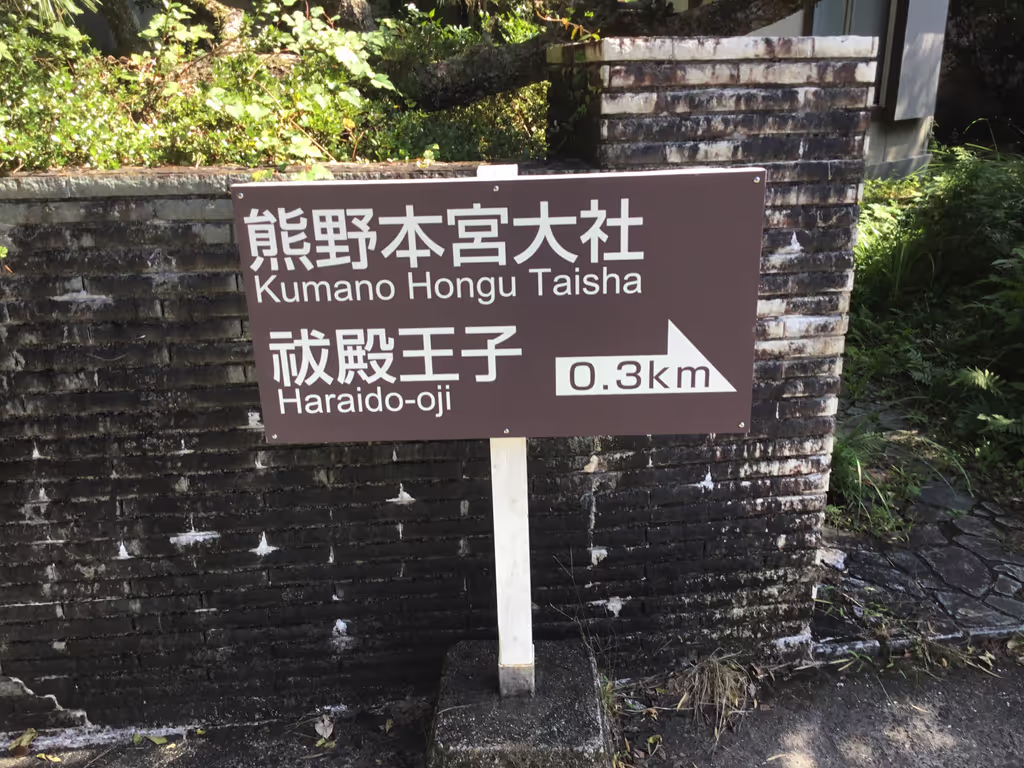 熊野本宮大社
Kumano Hongu Taisha
祓殿王子
Haraido-oji
0.3km